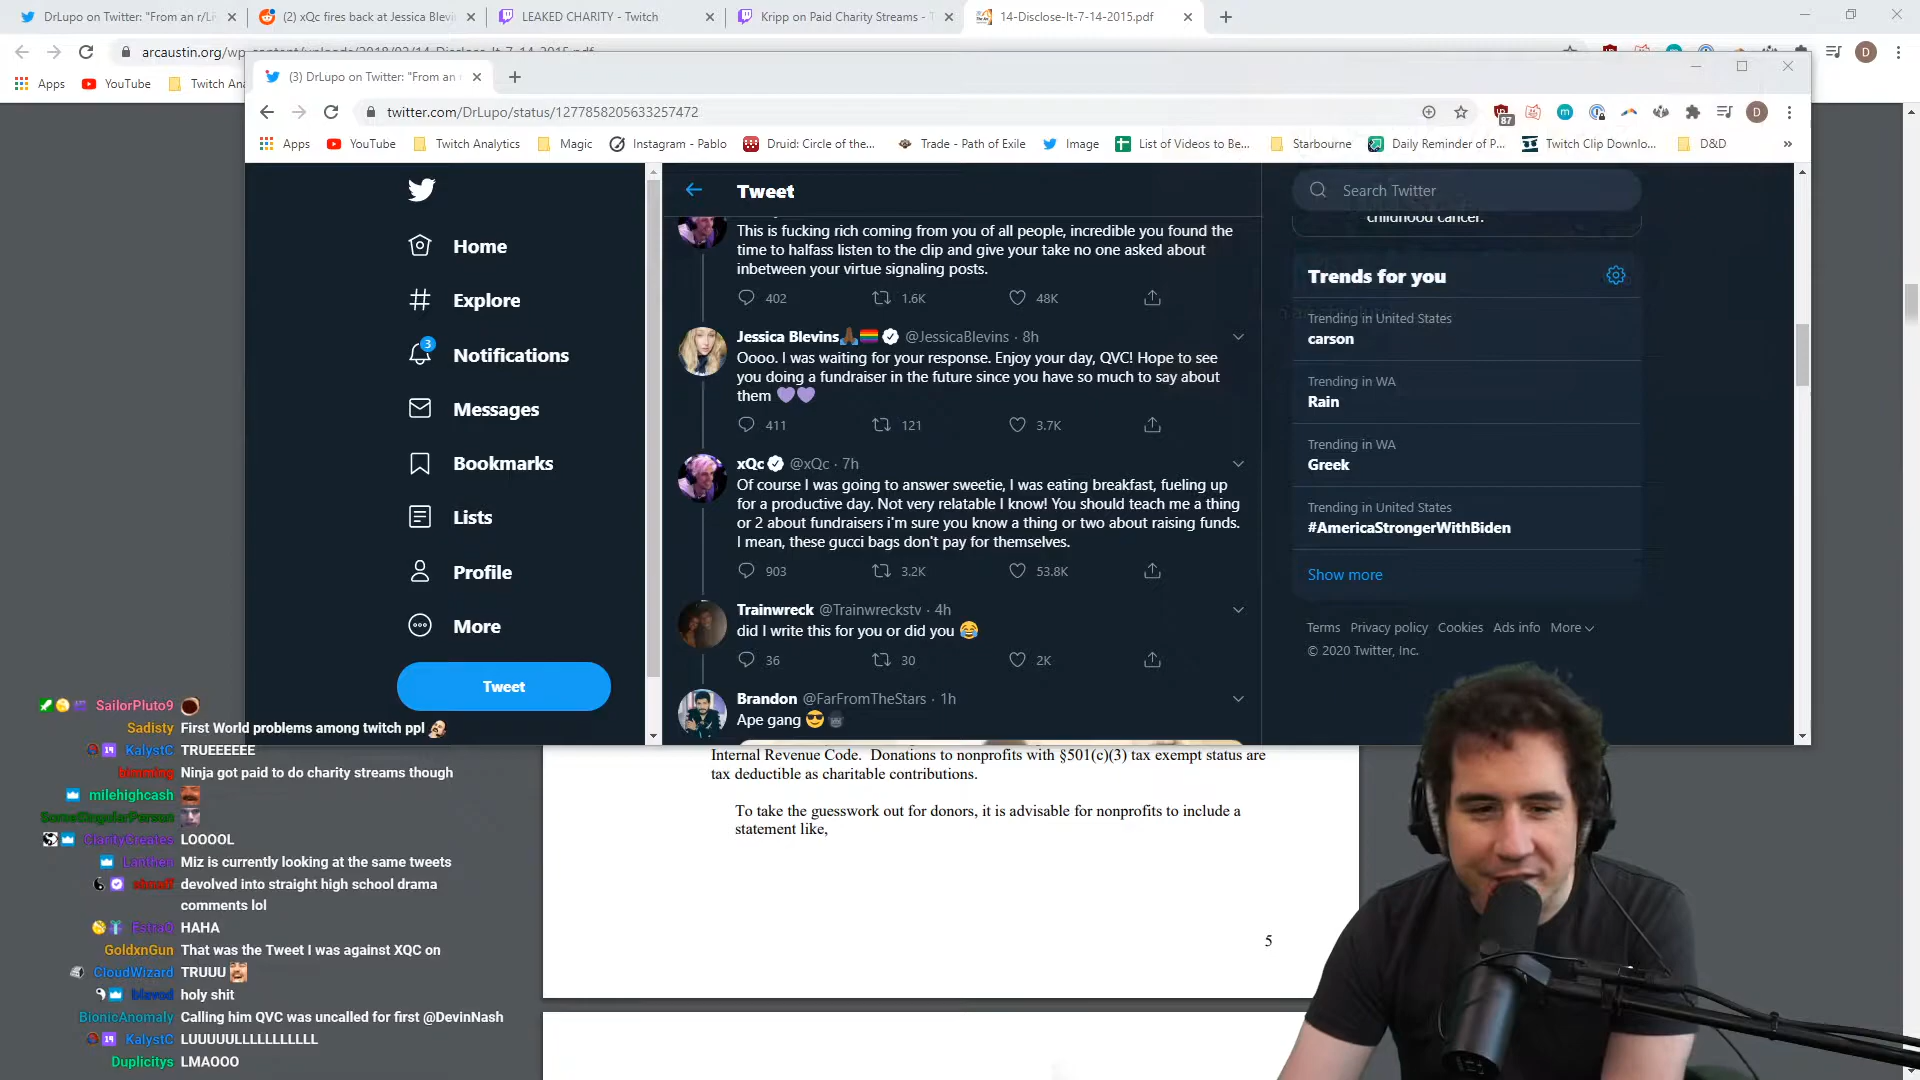 DrLupo on Twitter: "From an r/Li
(2) xQc fires back at Jessica Blevin
LEAKED CHARITY - Twitch
Kripp on Paid Charity Streams - T
14-Disclose-It-7-14-2015.pdf
Apps
YouTube
Twitch Ana
(3) DrLupo on Twitter: "From an
twitter.com/DrLupo/status/1277858205633257472
87
D
D
Apps
YouTube
Twitch Analytics
Magic
Instagram - Pablo
Druid: Circle of the...
Trade - Path of Exile
Image
List of Videos to Be...
Starbourne
Daily Reminder of P...
Twitch Clip Downlo...
D&D
»
Home
Explore
3
Notifications
Messages
Bookmarks
Lists
Profile
More
Tweet
Tweet
This is fucking rich coming from you of all people, incredible you found the
time to halfass listen to the clip and give your take no one asked about
inbetween your virtue signaling posts.
402 1.6K 48K
Jessica Blevins @JessicaBlevins · 8h
Oooo. I was waiting for your response. Enjoy your day, QVC! Hope to see
you doing a fundraiser in the future since you have so much to say about
them 💜💜
411 121 3.7K
xQc @xQc · 7h
Of course I was going to answer sweetie, I was eating breakfast, fueling up
for a productive day. Not very relatable I know! You should teach me a thing
or 2 about fundraisers i'm sure you know a thing or two about raising funds.
I mean, these gucci bags don't pay for themselves.
903 3.2K 53.8K
Trainwreck @Trainwreckstv · 4h
did I write this for you or did you 😂
36 30 2K
Brandon @FarFromTheStars · 1h
Ape gang 😎
Search Twitter
childhood cancer.
Trends for you
Trending in United States
carson
Trending in WA
Rain
Trending in WA
Greek
Trending in United States
#AmericaStrongerWithBiden
Show more
Terms Privacy policy Cookies Ads info More
© 2020 Twitter, Inc.
Internal Revenue Code. Donations to nonprofits with §501(c)(3) tax exempt status are
tax deductible as charitable contributions.
To take the guesswork out for donors, it is advisable for nonprofits to include a
statement like,
5
SailorPluto9
Sadisty First World problems among twitch ppl
KalystC TRUEEEEEE
Ninja got paid to do charity streams though
milehighcash
SomeSingularPerson
ClarityCreates LOOOOL
Lanthen Miz is currently looking at the same tweets
devolved into straight high school drama
comments lol
HAHA
GoldxnGun That was the Tweet I was against XQC on
CloudWizard TRUUU
holy shit
BionicAnomaly Calling him QVC was uncalled for first @DevinNash
KalystC LUUUUULLLLLLLLLLL
Duplicitys LMAOOO